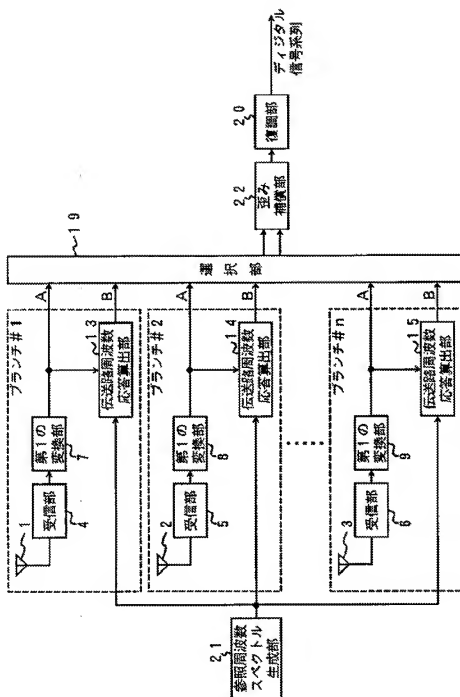 ブランチ#1
1
受信部
4
第1の
変換部
7
伝送路周波数
応答算出部
13
A
B
ブランチ#2
2
受信部
5
第1の
変換部
8
伝送路周波数
応答算出部
14
A
B
ブランチ#n
3
受信部
6
第1の
変換部
9
伝送路周波数
応答算出部
15
A
B
21
参照周波数
スペクトル
生成部
選択部
19
歪み
補償部
22
復調部
20
ディジタル
信号系列